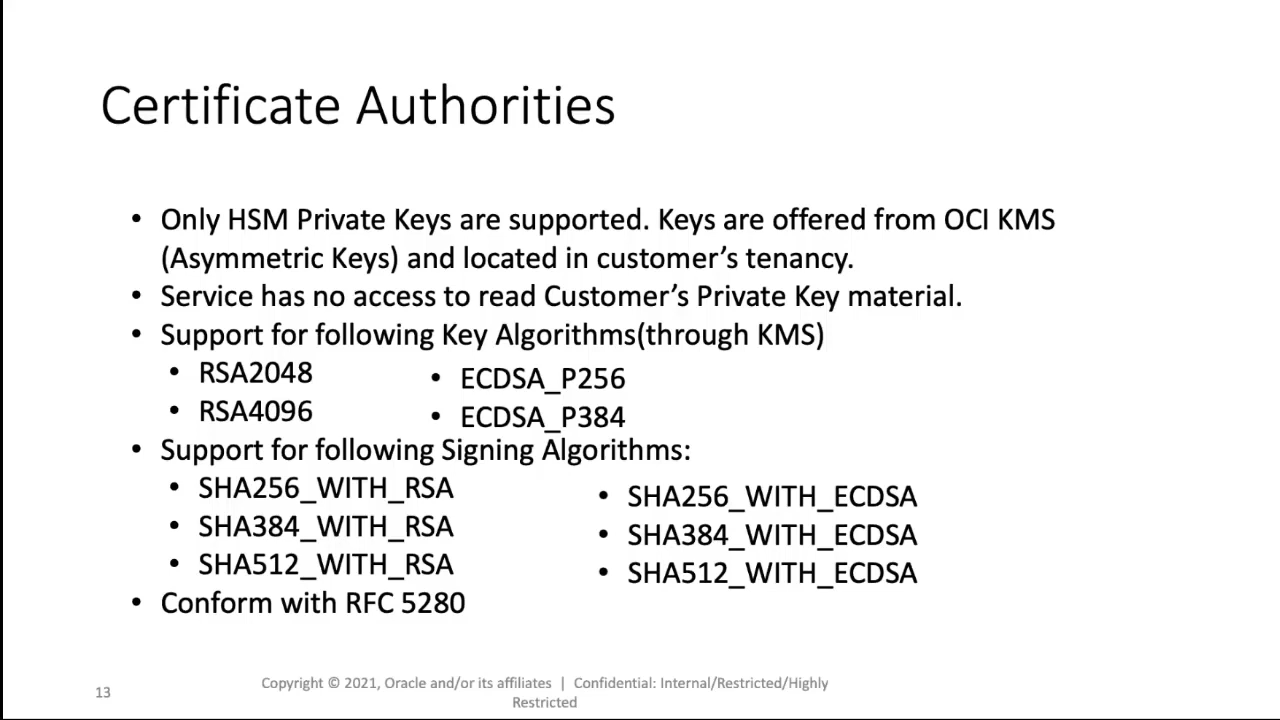 Certificate Authorities
• Only HSM Private Keys are supported. Keys are offered from OCI KMS
(Asymmetric Keys) and located in customer’s tenancy.
• Service has no access to read Customer’s Private Key material.
• Support for following Key Algorithms(through KMS)
• RSA2048
• RSA4096
• ECDSA_P256
• ECDSA_P384
• Support for following Signing Algorithms:
• SHA256_WITH_RSA
• SHA384_WITH_RSA
• SHA512_WITH_RSA
• SHA256_WITH_ECDSA
• SHA384_WITH_ECDSA
• SHA512_WITH_ECDSA
• Conform with RFC 5280
13
Copyright © 2021, Oracle and/or its affiliates | Confidential: Internal/Restricted/Highly
Restricted